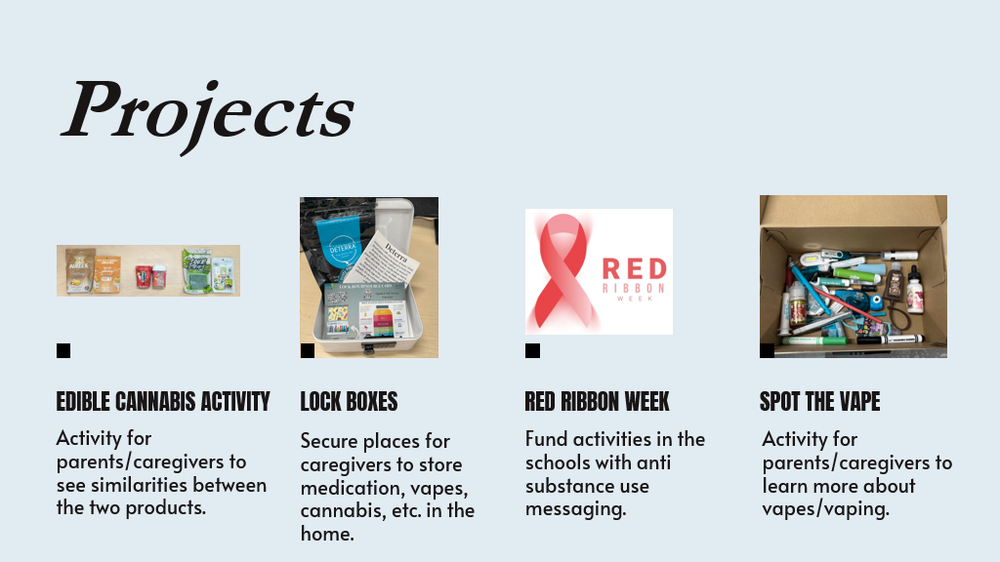 Projects
HALLS
DETERRA
Deterra
RED
RIBBON
WEEK
EDIBLE CANNABIS ACTIVITY
Activity for
parents/caregivers to
see similarities between
the two products.
LOCK BOXES
Secure places for
caregivers to store
medication, vapes,
cannabis, etc. in the
home.
RED RIBBON WEEK
Fund activities in the
schools with anti
substance use
messaging.
SPOT THE VAPE
Activity for
parents/caregivers to
learn more about
vapes/vaping.